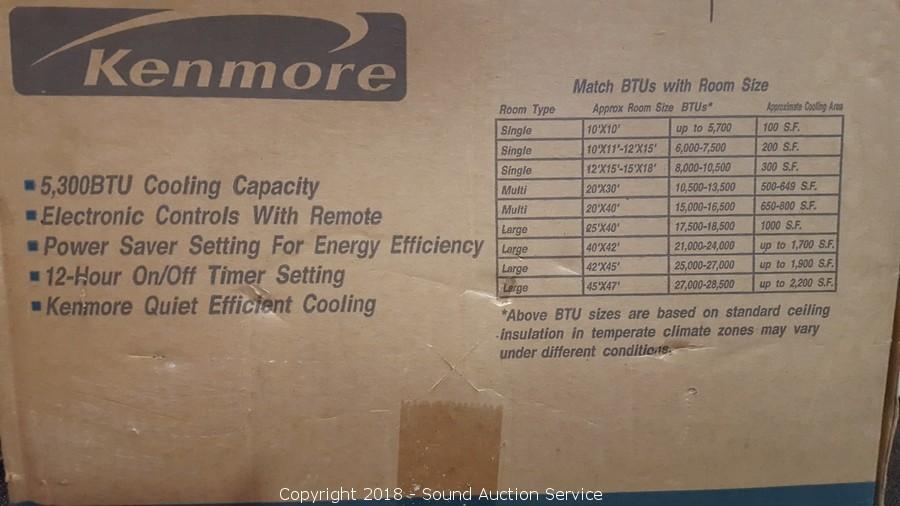 Kenmore
5,300BTU Cooling Capacity
Electronic Controls With Remote
Power Saver Setting For Energy Efficiency
12-Hour On/Off Timer Setting
Kenmore Quiet Efficient Cooling
Match BTUs with Room Size
Room Type Approx Room Size BTUs* Approximate Cooling Area
Single 10'X10' up to 5,700 100 S.F.
Single 10'X11'-12'X15' 6,000-7,500 200 S.F.
Single 12'X15'-15'X18' 8,000-10,500 300 S.F.
Multi 20'X30' 10,500-13,500 500-649 S.F.
Multi 20'X40' 15,000-16,500 650-800 S.F.
Large 25'X40' 17,500-18,500 1000 S.F.
Large 40'X42' 21,000-24,000 up to 1,700 S.F.
Large 42'X45' 25,000-27,000 up to 1,900 S.F.
Large 45'X47' 27,000-28,500 up to 2,200 S.F.
*Above BTU sizes are based on standard ceiling
insulation in temperate climate zones may vary
under different conditions.
Copyright 2018 - Sound Auction Service